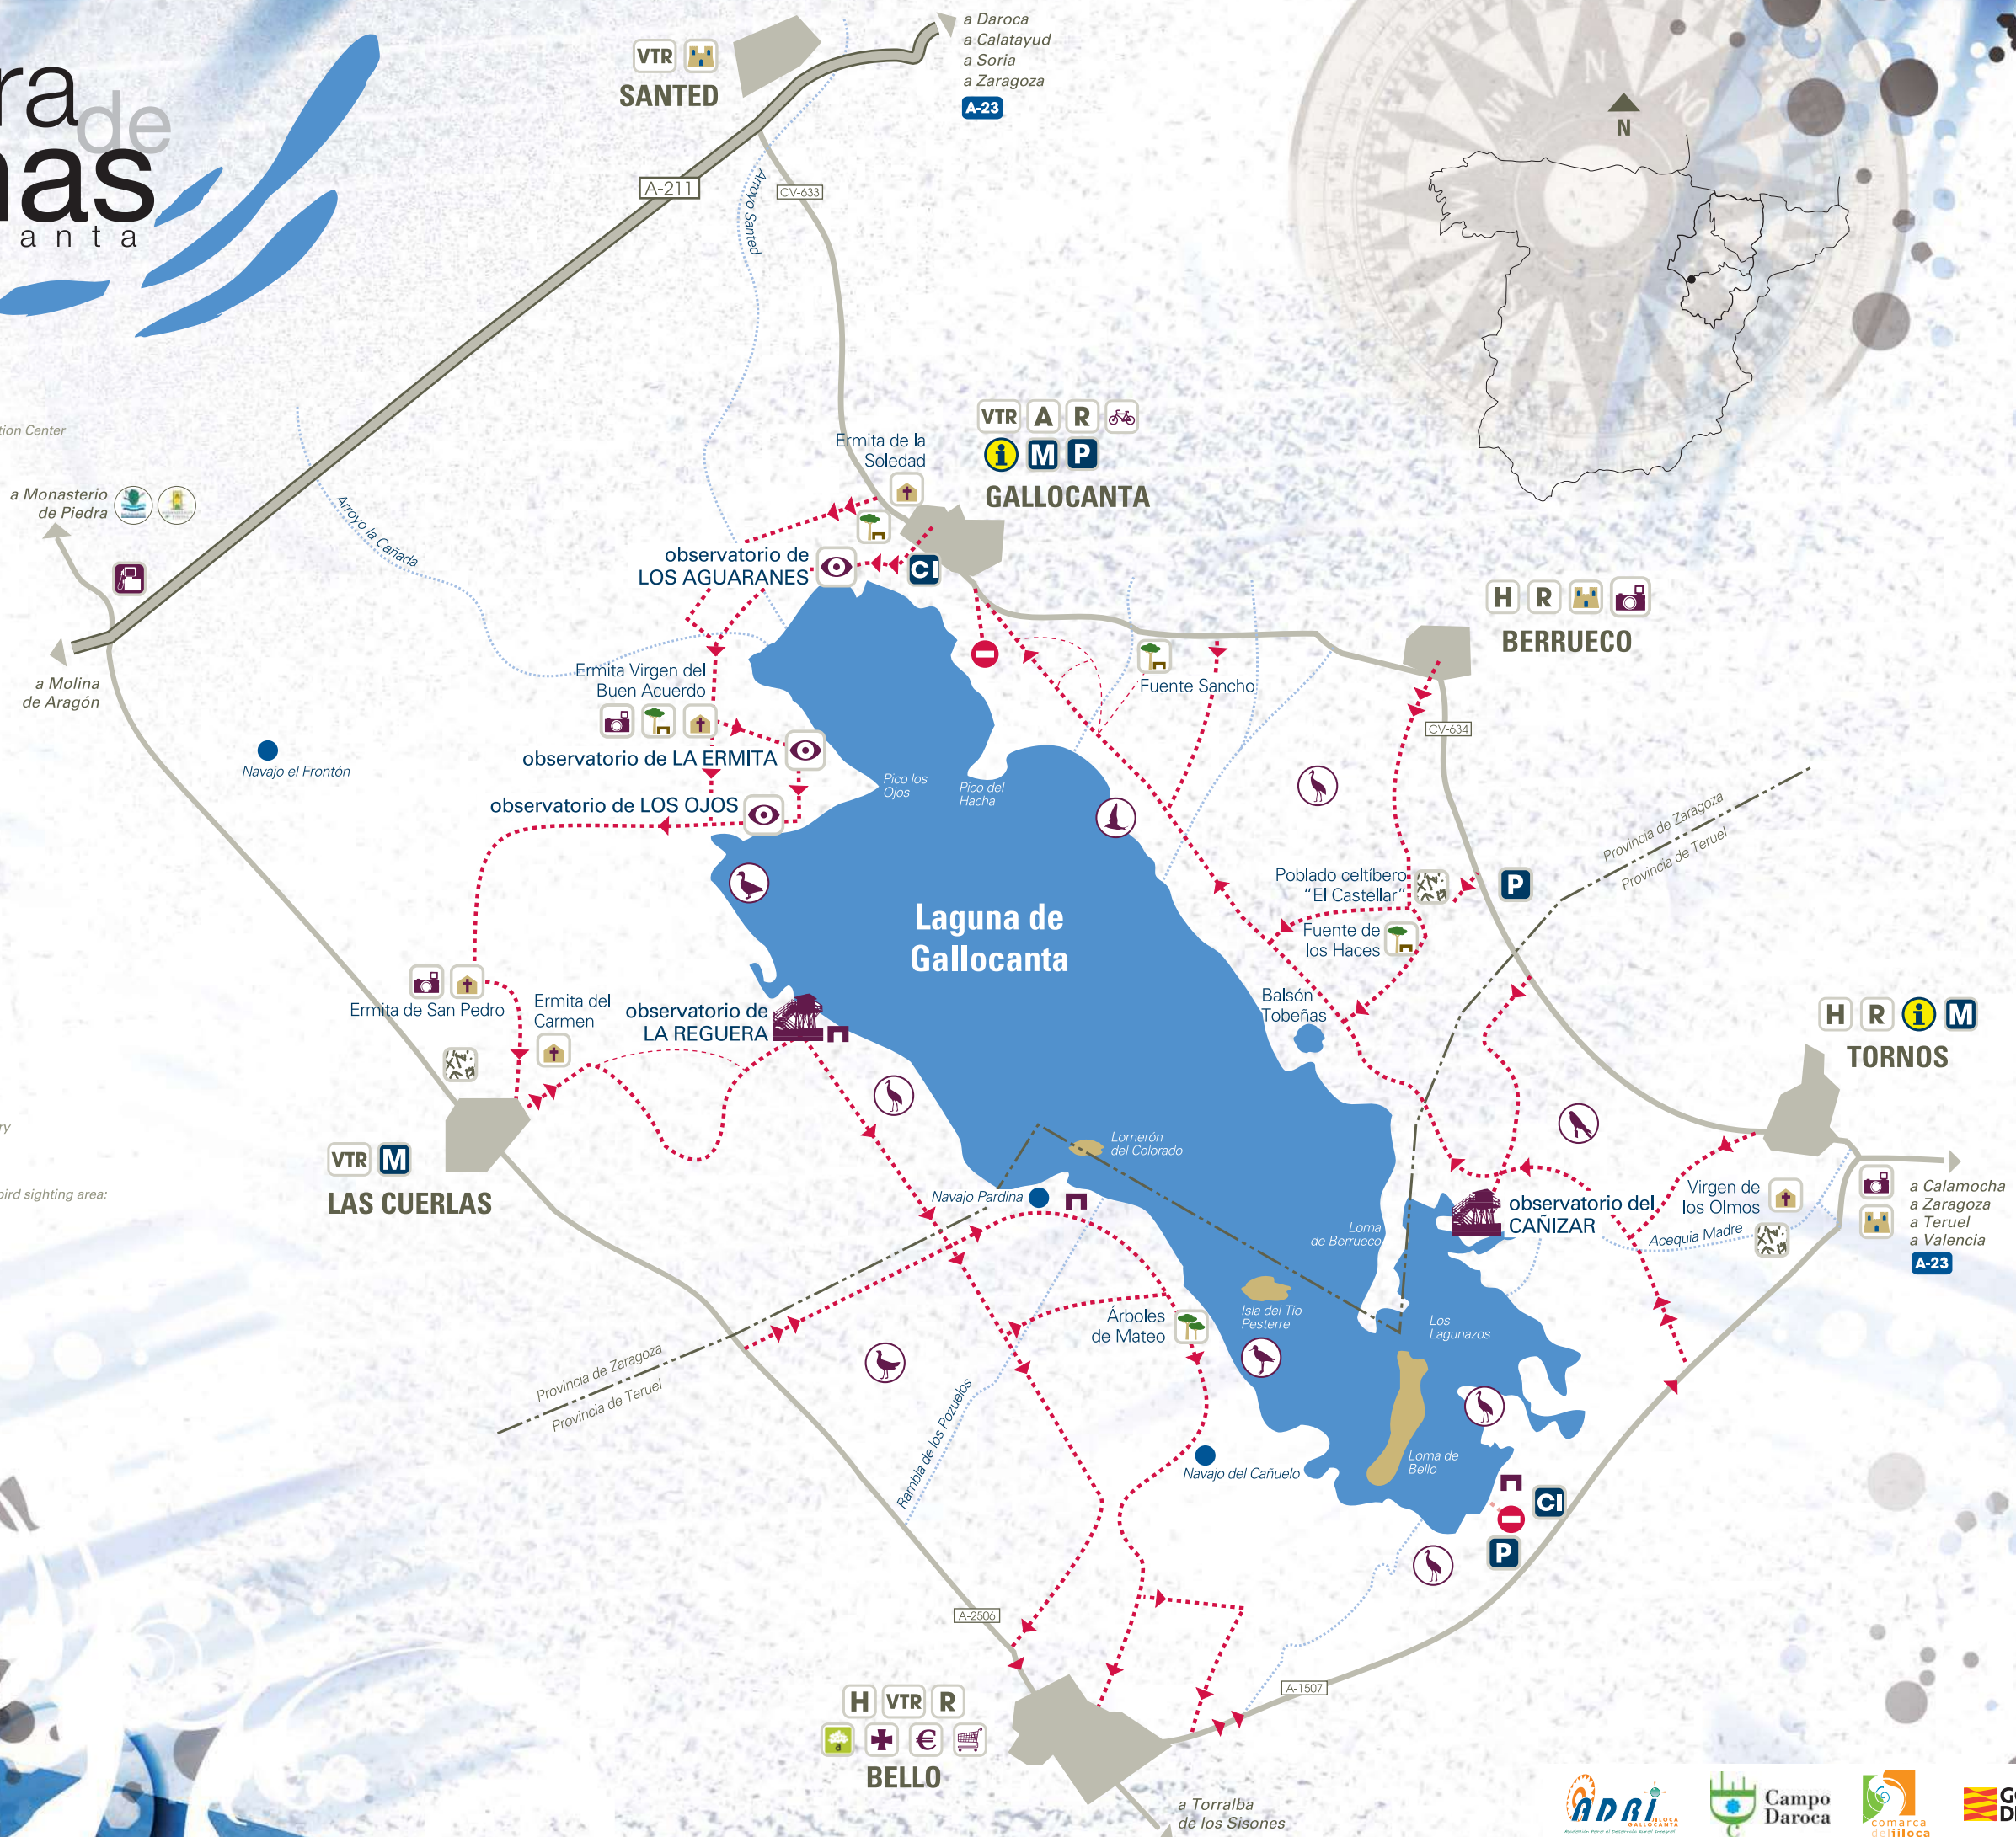 de
anta
a Daroca
a Calatayud
a Soria
a Zaragoza
A-23
VTR
SANTED
A-211
CV-633
Arroyo Santed
N
tion Center
a Monasterio
de Piedra
Arroyo la Cañada
a Molina
de Aragón
Navajo el Frontón
VTR A R
i M P
GALLOCANTA
Ermita de la
Soledad
observatorio de
LOS AGUARANES
CI
Ermita Virgen del
Buen Acuerdo
observatorio de LA ERMITA
observatorio de LOS OJOS
Pico los
Ojos
Pico del
Hacha
Fuente Sancho
H R
BERRUECO
CV-634
Provincia de Zaragoza
Provincia de Teruel
Poblado celtíbero
“El Castellar”
P
Fuente de
los Haces
Laguna de
Gallocanta
Balsón
Tobeñas
Ermita de San Pedro
Ermita del
Carmen
observatorio de
LA REGUERA
H R i M
TORNOS
VTR M
LAS CUERLAS
ry
bird sighting area:
Lomerón
del Colorado
Navajo Pardina
Loma
de Berrueco
observatorio del
CAÑIZAR
Virgen de
los Olmos
Acequia Madre
a Calamocha
a Zaragoza
a Teruel
a Valencia
A-23
Isla del Tío
Pesterre
Los
Lagunazos
Árboles
de Mateo
Provincia de Zaragoza
Provincia de Teruel
Rambla de los Pozuelos
Navajo del Cañuelo
Loma de
Bello
CI
P
A-2506
A-1507
H VTR R
a €
BELLO
a Torralba
de los Sisones
ADRI
JILOCA
GALLOCANTA
Campo
Daroca
comarca
deljiloca